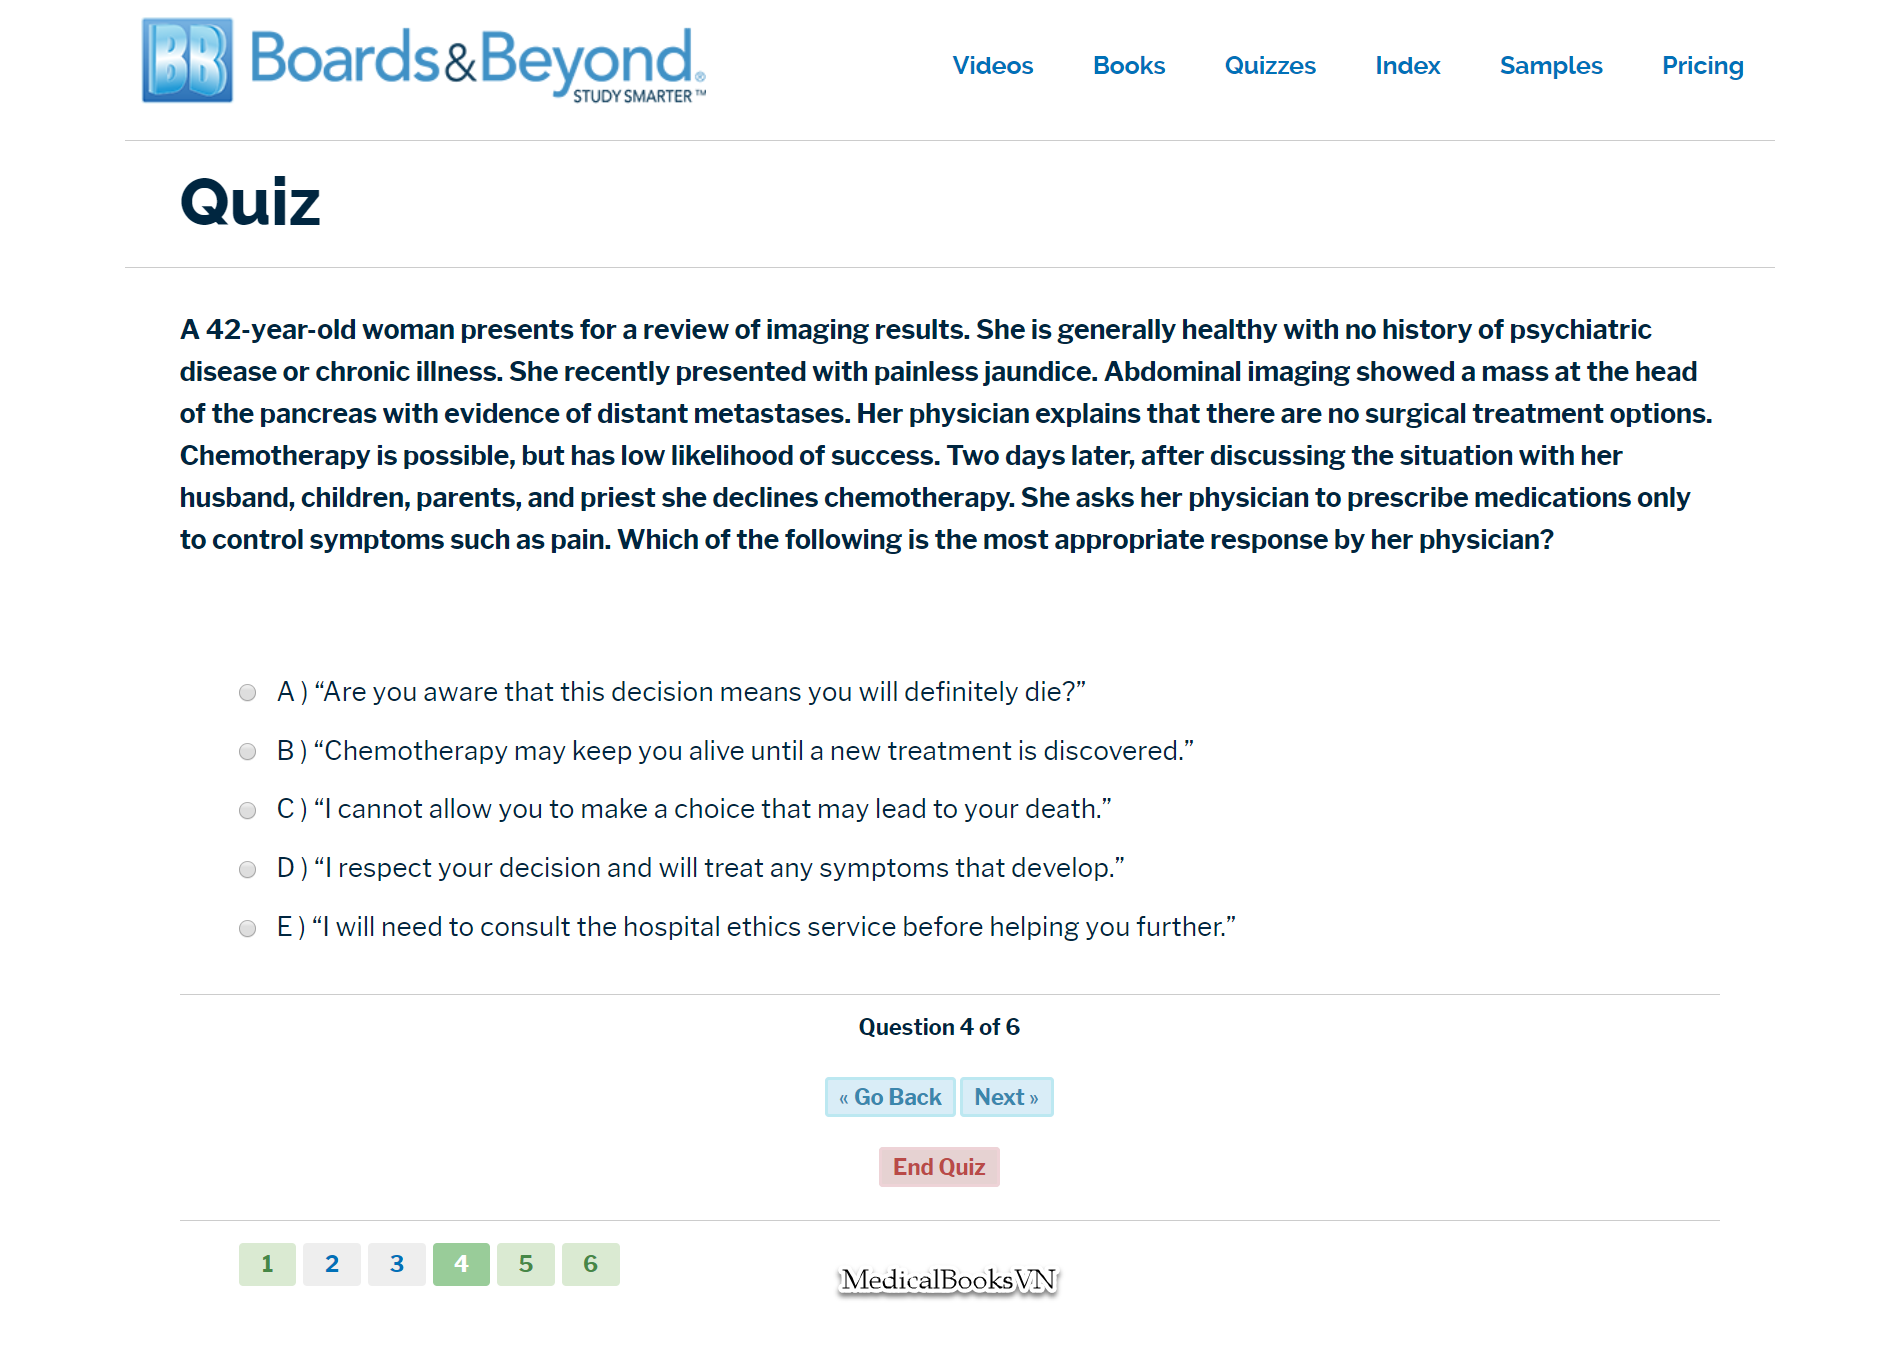 BB Boards&Beyond®
STUDY SMARTER™
Videos Books Quizzes Index Samples Pricing
Quiz
A 42-year-old woman presents for a review of imaging results. She is generally healthy with no history of psychiatric
disease or chronic illness. She recently presented with painless jaundice. Abdominal imaging showed a mass at the head
of the pancreas with evidence of distant metastases. Her physician explains that there are no surgical treatment options.
Chemotherapy is possible, but has low likelihood of success. Two days later, after discussing the situation with her
husband, children, parents, and priest she declines chemotherapy. She asks her physician to prescribe medications only
to control symptoms such as pain. Which of the following is the most appropriate response by her physician?
A ) “Are you aware that this decision means you will definitely die?”
B ) “Chemotherapy may keep you alive until a new treatment is discovered.”
C ) “I cannot allow you to make a choice that may lead to your death.”
D ) “I respect your decision and will treat any symptoms that develop.”
E ) “I will need to consult the hospital ethics service before helping you further.”
Question 4 of 6
« Go Back Next »
End Quiz
1 2 3 4 5 6
MedicalBooksVN